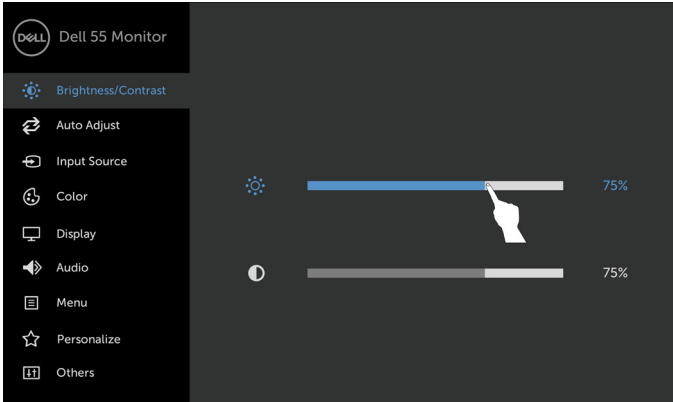 DELL Dell 55 Monitor
Brightness/Contrast
Auto Adjust
Input Source
Color
Display
Audio
Menu
Personalize
Others
75%
75%